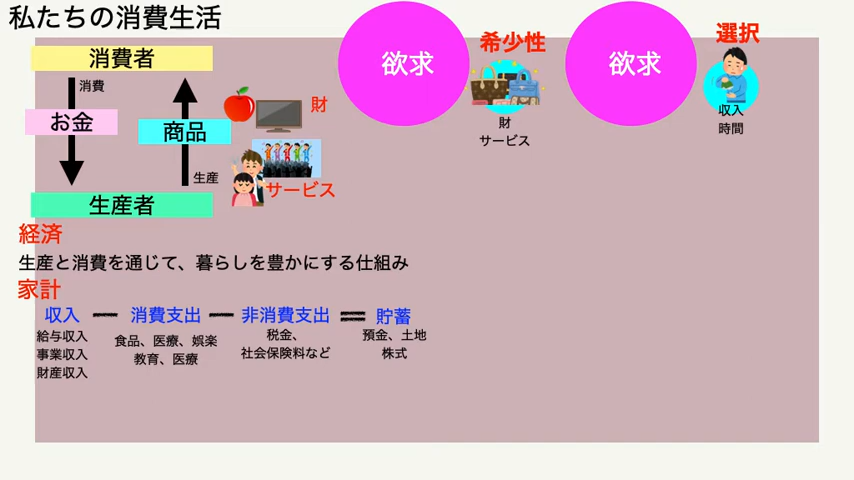 私たちの消費生活
消費者
消費
お金
商品
生産
生産者
財
サービス
欲求
希少性
財
サービス
欲求
選択
収入
時間
経済
生産と消費を通じて、暮らしを豊かにする仕組み
家計
収入 ー 消費支出 ー 非消費支出 = 貯蓄
給与収入
事業収入
財産収入
食品、医療、娯楽
教育、医療
税金、
社会保険料など
預金、土地
株式